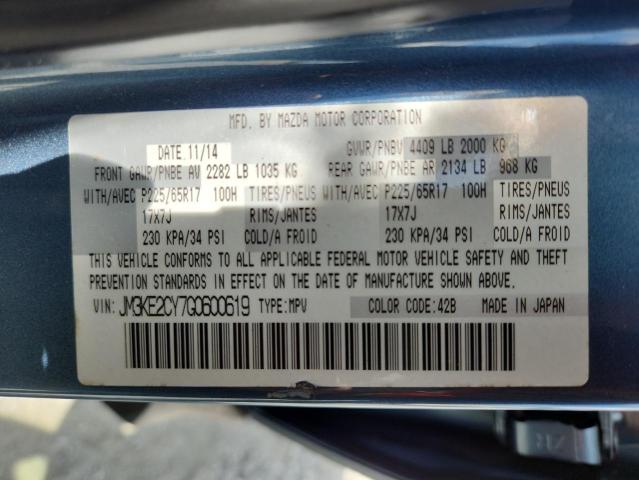 MFD. BY MAZDA MOTOR CORPORATION
DATE 11/14 GVWR/PNBV 4409 LB 2000 KG
FRONT GAWR/PNBE AV 2282 LB 1035 KG REAR GAWR/PNBE AR 2134 LB 968 KG
WITH/AVEC P225/65R17 100H TIRES/PNEUS WITH/AVEC P225/65R17 100H TIRES/PNEUS
17X7J RIMS/JANTES 17X7J RIMS/JANTES
230 KPA/34 PSI COLD/A FROID 230 KPA/34 PSI COLD/A FROID
THIS VEHICLE CONFORMS TO ALL APPLICABLE FEDERAL MOTOR VEHICLE SAFETY AND THEFT
PREVENTION STANDARDS IN EFFECT ON THE DATE OF MANUFACTURE SHOWN ABOVE.
VIN: JM3KE2CY7G0600619 TYPE: MPV COLOR CODE: 42B MADE IN JAPAN